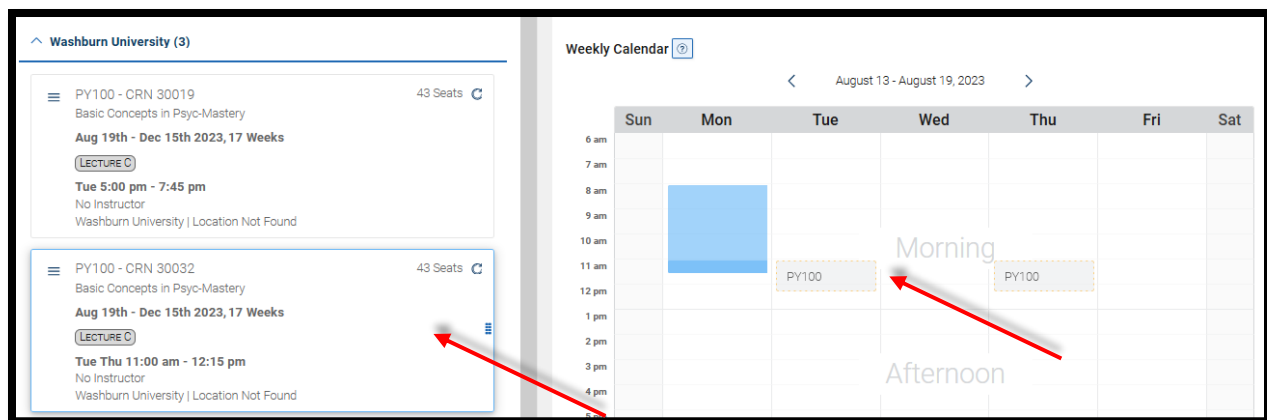 Washburn University (3)
PY100 - CRN 30019
43 Seats
Basic Concepts in Psyc-Mastery
Aug 19th - Dec 15th 2023, 17 Weeks
LECTURE C
Tue 5:00 pm - 7:45 pm
No Instructor
Washburn University | Location Not Found
PY100 - CRN 30032
43 Seats
Basic Concepts in Psyc-Mastery
Aug 19th - Dec 15th 2023, 17 Weeks
LECTURE C
Tue Thu 11:00 am - 12:15 pm
No Instructor
Washburn University | Location Not Found
Weekly Calendar ?
August 13 - August 19, 2023
Sun Mon Tue Wed Thu Fri Sat
6 am
7 am
8 am
9 am
10 am
Morning
11 am
PY100 PY100
12 pm
1 pm
2 pm
3 pm
Afternoon
4 pm
5 pm